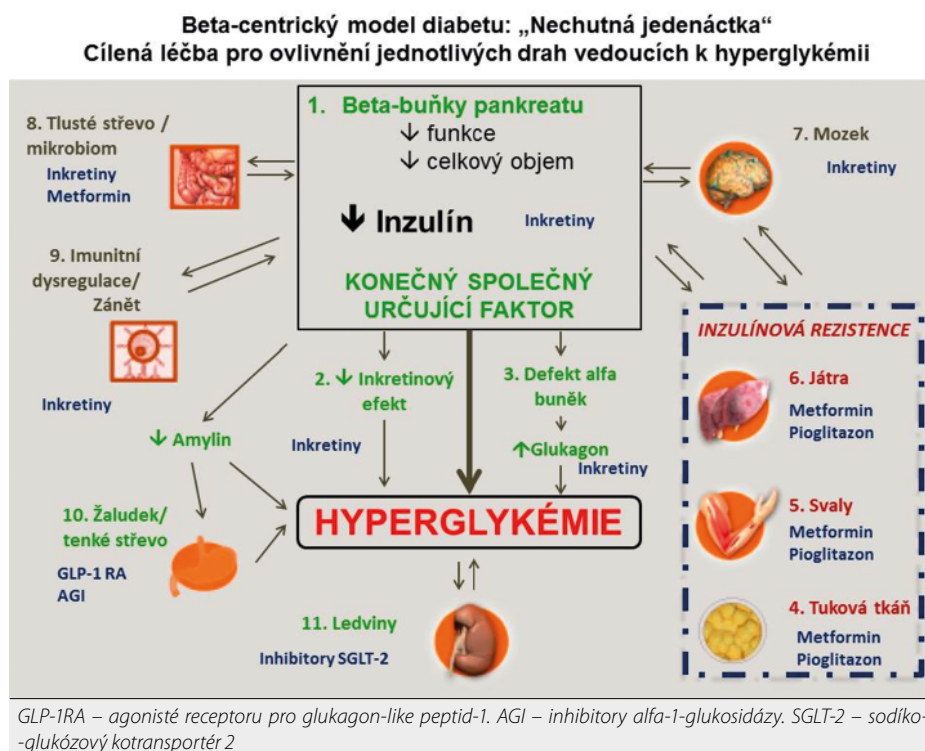 Beta-centrický model diabetu: „Nechutná jedenáctka“
Cílená léčba pro ovlivnění jednotlivých drah vedoucích k hyperglykémii
1. Beta-buňky pankreatu
↓ funkce
↓ celkový objem
↓ Inzulín
Inkretiny
KONEČNÝ SPOLEČNÝ
URČUJÍCÍ FAKTOR
8. Tlusté střevo /
mikrobiom
Inkretiny
Metformin
7. Mozek
Inkretiny
9. Imunitní
dysregulace/
Zánět
Inkretiny
2. ↓ Inkretinový
efekt
Inkretiny
3. Defekt alfa
buněk
↑Glukagon
Inkretiny
↓ Amylin
HYPERGLYKÉMIE
10. Žaludek/
tenké střevo
GLP-1 RA
AGI
11. Ledviny
Inhibitory SGLT-2
INZULÍNOVÁ REZISTENCE
6. Játra
Metformin
Pioglitazon
5. Svaly
Metformin
Pioglitazon
4. Tuková tkáň
Metformin
Pioglitazon
GLP-1RA – agonisté receptoru pro glukagon-like peptid-1. AGI – inhibitory alfa-1-glukosidázy. SGLT-2 – sodíko-
-glukózový kotransportér 2